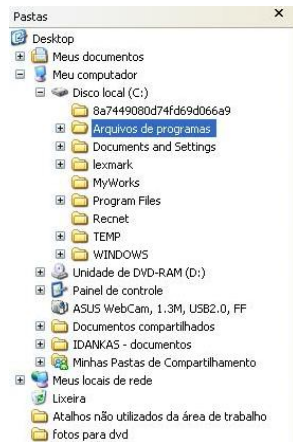 Pastas
Desktop
Meus documentos
Meu computador
Disco local (C:)
8a7449080d74fd69d066a9
Arquivos de programas
Documents and Settings
lexmark
MyWorks
Program Files
Recnet
TEMP
WINDOWS
Unidade de DVD-RAM (D:)
Painel de controle
ASUS WebCam, 1.3M, USB2.0, FF
Documentos compartilhados
IDANKAS - documentos
Minhas Pastas de Compartilhamento
Meus locais de rede
Lixeira
Atalhos não utilizados da área de trabalho
fotos para dvd